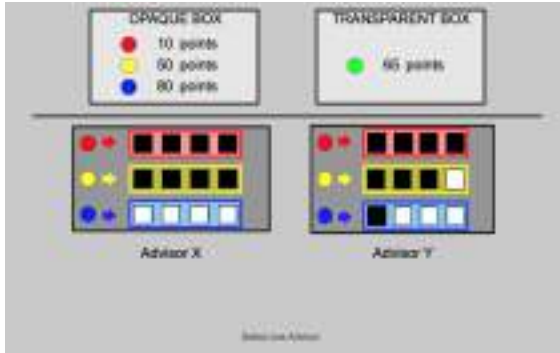 OPAQUE BOX
10 points
50 points
80 points
TRANSPARENT BOX
65 points
Advisor X
Advisor Y